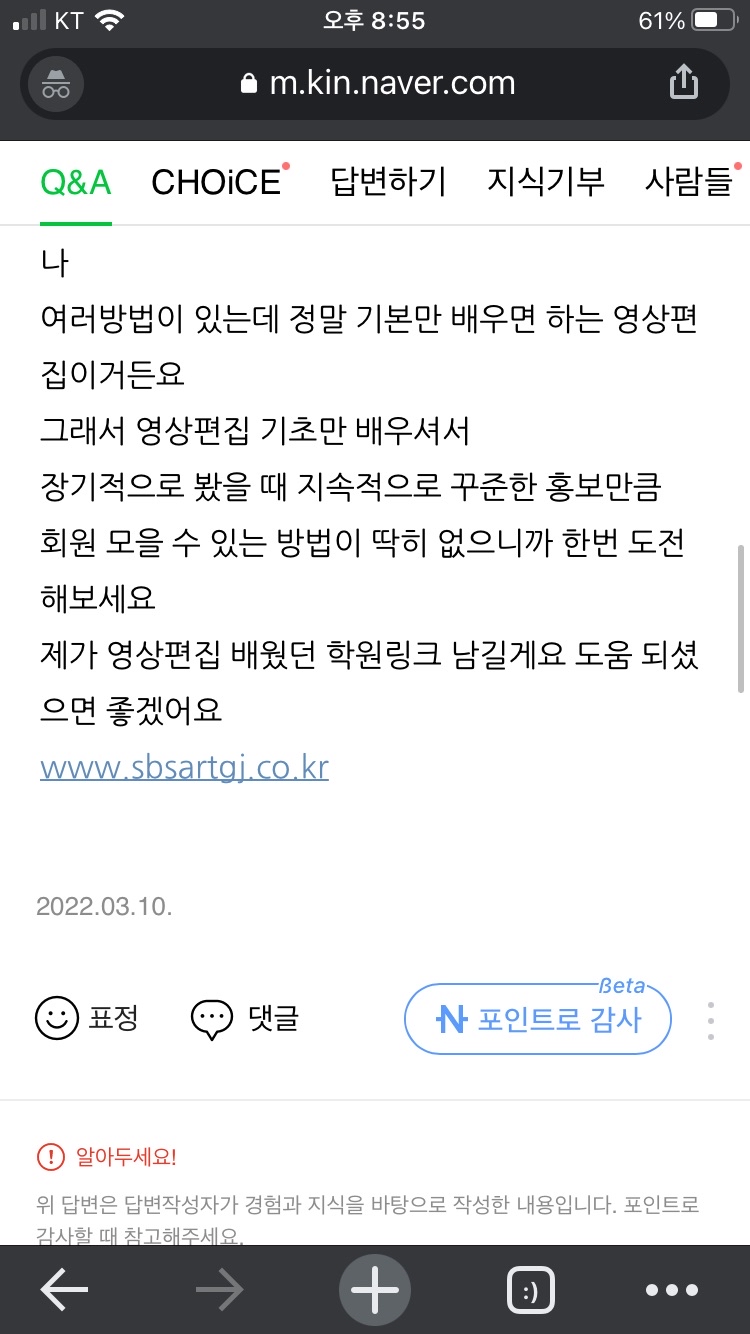 KT 오후 8:55 61%
m.kin.naver.com
Q&A CHOiCE 답변하기 지식기부 사람들
나
여러방법이 있는데 정말 기본만 배우면 하는 영상편
집이거든요
그래서 영상편집 기초만 배우셔서
장기적으로 봤을 때 지속적으로 꾸준한 홍보만큼
회원 모을 수 있는 방법이 딱히 없으니까 한번 도전
해보세요
제가 영상편집 배웠던 학원링크 남길게요 도움 되셨
으면 좋겠어요
www.sbsartgj.co.kr
2022.03.10.
표정 댓글 N 포인트로 감사 Beta
알아두세요!
위 답변은 답변작성자가 경험과 지식을 바탕으로 작성한 내용입니다. 포인트로
감사할 때 참고해주세요.
:)